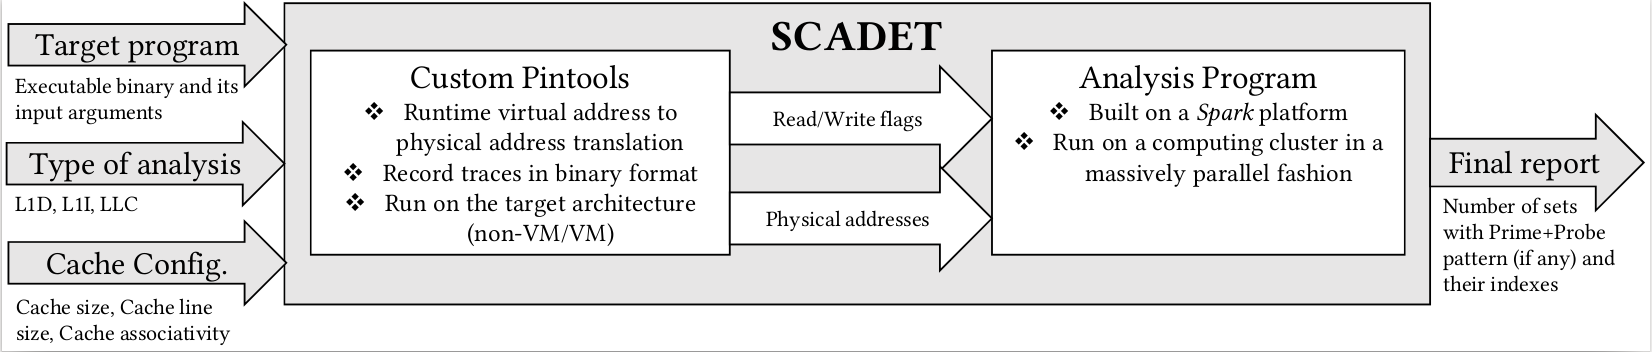 Target program
Executable binary and its
input arguments
Type of analysis
L1D, L1I, LLC
Cache Config.
Cache size, Cache line
size, Cache associativity
SCADET
Custom Pintools
❖ Runtime virtual address to
physical address translation
❖ Record traces in binary format
❖ Run on the target architecture
(non-VM/VM)
Read/Write flags
Physical addresses
Analysis Program
❖ Built on a Spark platform
❖ Run on a computing cluster in a
massively parallel fashion
Final report
Number of sets
with Prime+Probe
pattern (if any) and
their indexes